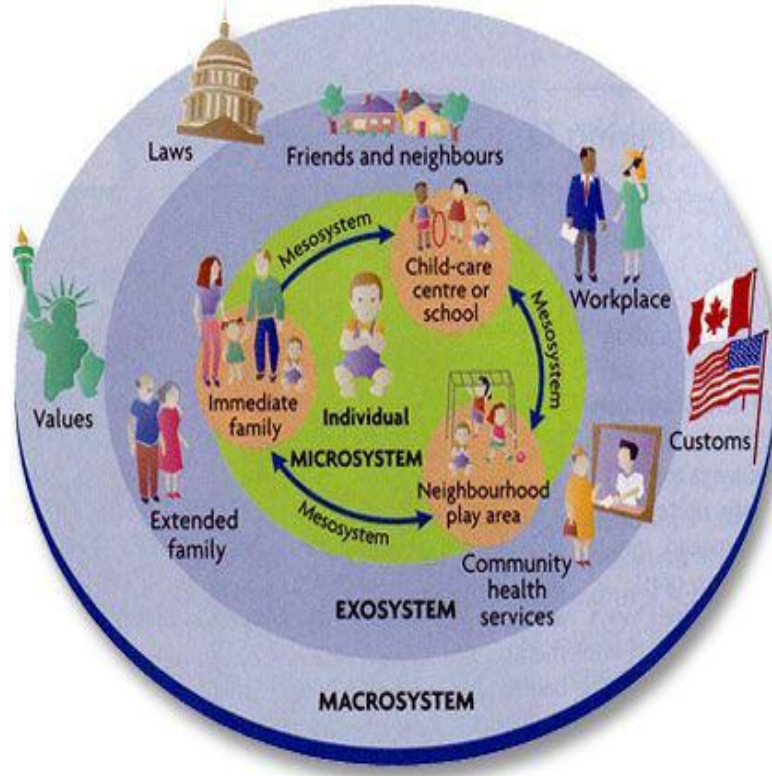 Laws
Friends and neighbours
Mesosystem
Child-care
centre or
school
Workplace
Mesosystem
Values
Immediate
family
Individual
MICROSYSTEM
Customs
Neighbourhood
play area
Mesosystem
Extended
family
Community
health
services
EXOSYSTEM
MACROSYSTEM